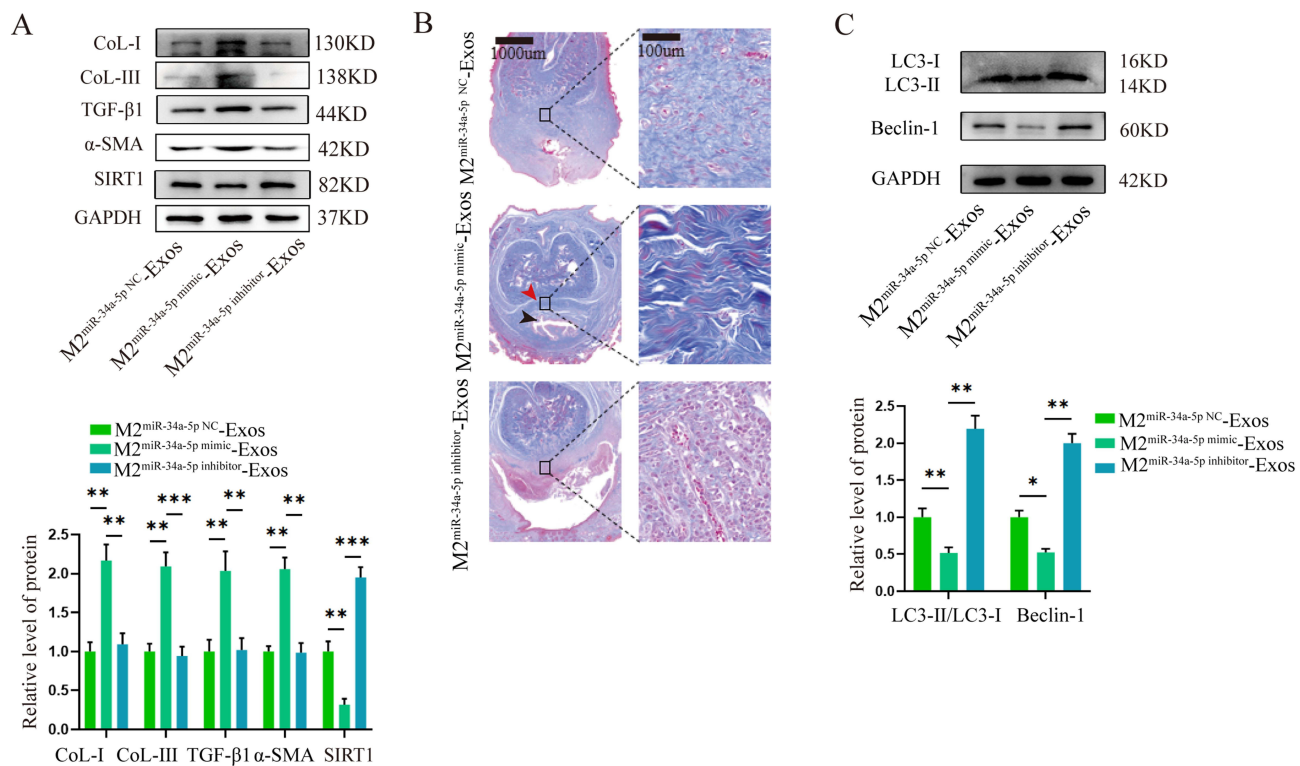 A
CoL-I 130KD
CoL-III 138KD
TGF-β1 44KD
α-SMA 42KD
SIRT1 82KD
GAPDH 37KD
M2miR-34a-5p NC-Exos
M2miR-34a-5p mimic-Exos
M2miR-34a-5p inhibitor-Exos
M2miR-34a-5p NC-Exos
M2miR-34a-5p mimic-Exos
M2miR-34a-5p inhibitor-Exos
Relative level of protein
2.5
2.0
1.5
1.0
0.5
0.0
** ** ** *** ** ** ** ** ** ***
CoL-I CoL-III TGF-β1 α-SMA SIRT1
B
1000um 100um
M2miR-34a-5p NC-Exos
M2miR-34a-5p mimic-Exos
M2miR-34a-5p inhibitor-Exos
C
LC3-I 16KD
LC3-II 14KD
Beclin-1 60KD
GAPDH 42KD
M2miR-34a-5p NC-Exos
M2miR-34a-5p mimic-Exos
M2miR-34a-5p inhibitor-Exos
Relative level of protein
2.5
2.0
1.5
1.0
0.5
0.0
** ** * **
LC3-II/LC3-I Beclin-1
M2miR-34a-5p NC-Exos
M2miR-34a-5p mimic-Exos
M2miR-34a-5p inhibitor-Exos